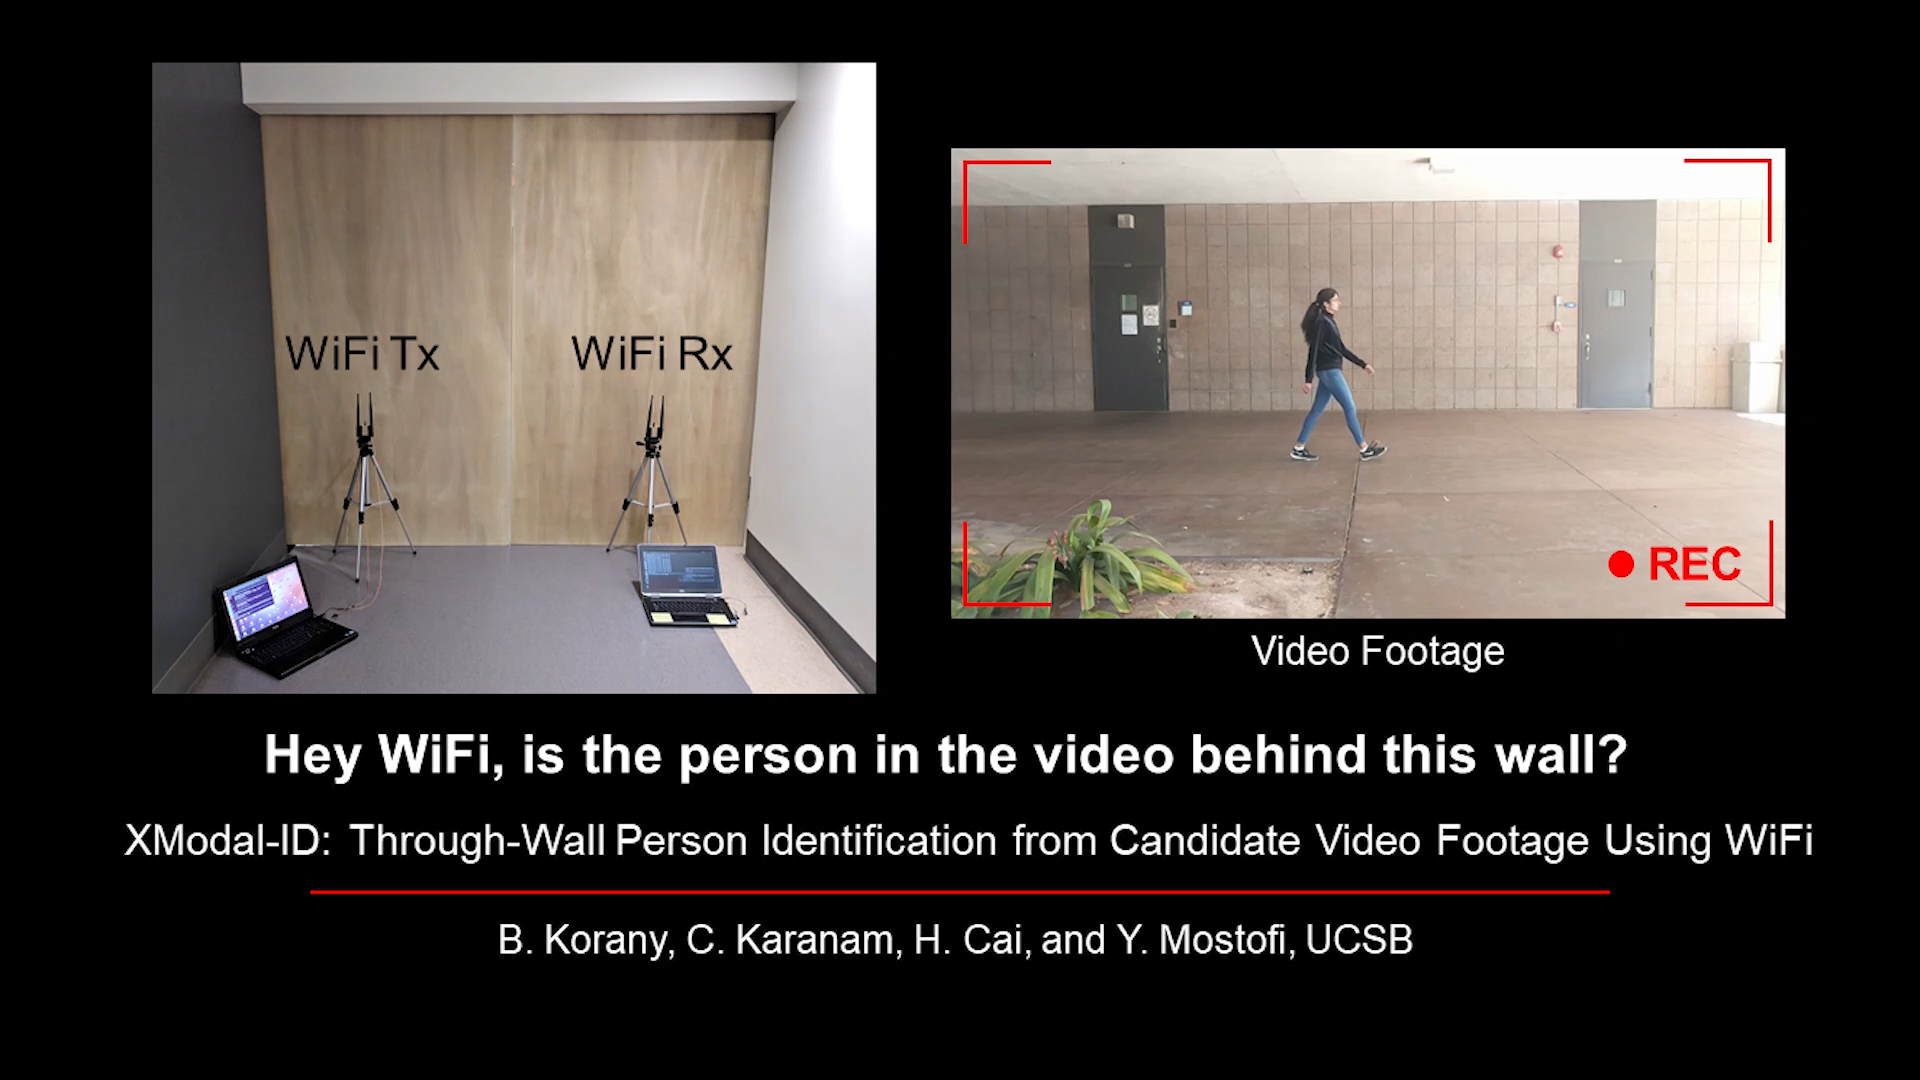 WiFi Tx
WiFi Rx
REC
Video Footage
Hey WiFi, is the person in the video behind this wall?
XModal-ID: Through-Wall Person Identification from Candidate Video Footage Using WiFi
B. Korany, C. Karanam, H. Cai, and Y. Mostofi, UCSB